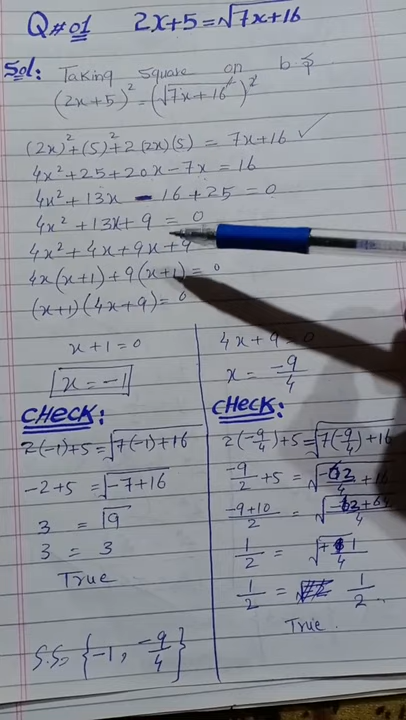 Q#01 2x+5=√7x+16
Sol: Taking Square on b.s
(2x+5)² = (√7x+16)²
(2x)²+(5)²+2(2x)(5) = 7x+16 ✓
4x²+25+20x-7x = 16
4x²+13x-16+25=0
4x²+13x+9=0
4x²+4x+9x+9
4x(x+1)+9(x+1)=0
(x+1)(4x+9)=0
x+1=0
x=-1
CHECK:
2(-1)+5=√7(-1)+16
-2+5=√-7+16
3 = √9
3 = 3
True
4x+9=0
x = -9/4
CHECK:
2(-9/4)+5=√7(-9/4)+16
-9/2+5=√-63/4+16
-9+10/2 = √-63+64/4
1/2 = √+1/4
1/2 = 1/2
True.
S.S, {-1, -9/4}